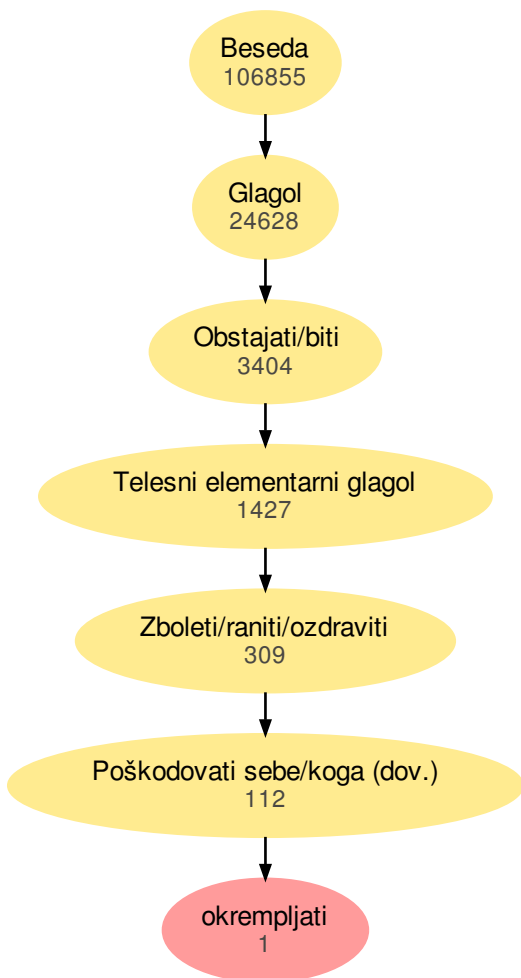 Beseda
106855
Glagol
24628
Obstajati/biti
3404
Telesni elementarni glagol
1427
Zboleti/raniti/ozdraviti
309
Poškodovati sebe/koga (dov.)
112
okrempljati
1